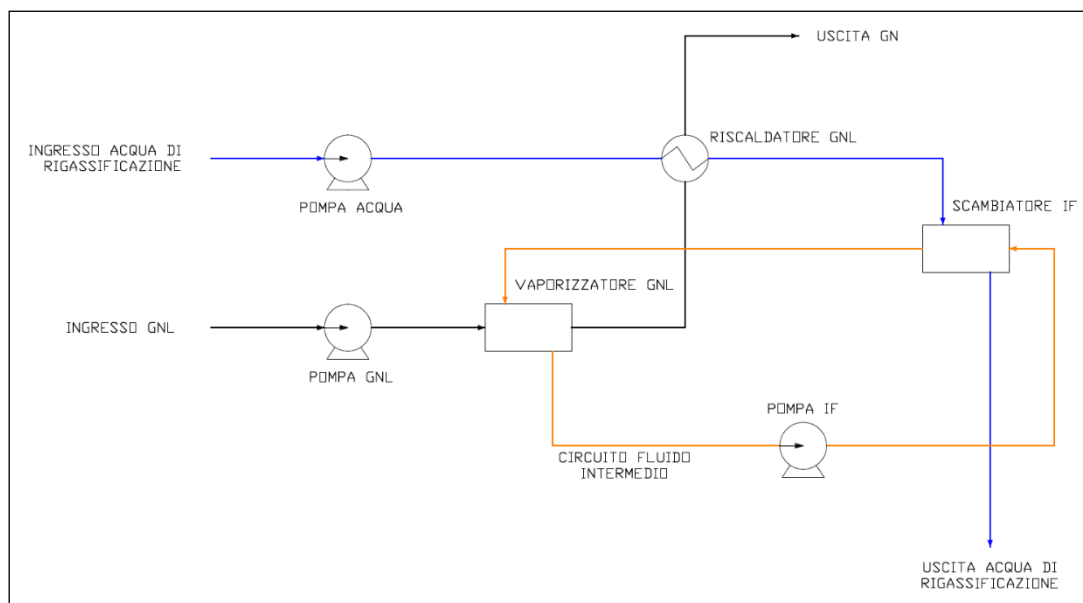 USCITA GN
RISCALDATORE GNL
INGRESSO ACQUA DI
RIGASSIFICAZIONE
POMPA ACQUA
SCAMBIATORE IF
VAPORIZZATORE GNL
INGRESSO GNL
POMPA GNL
POMPA IF
CIRCUITO FLUIDO
INTERMEDIO
USCITA ACQUA DI
RIGASSIFICAZIONE